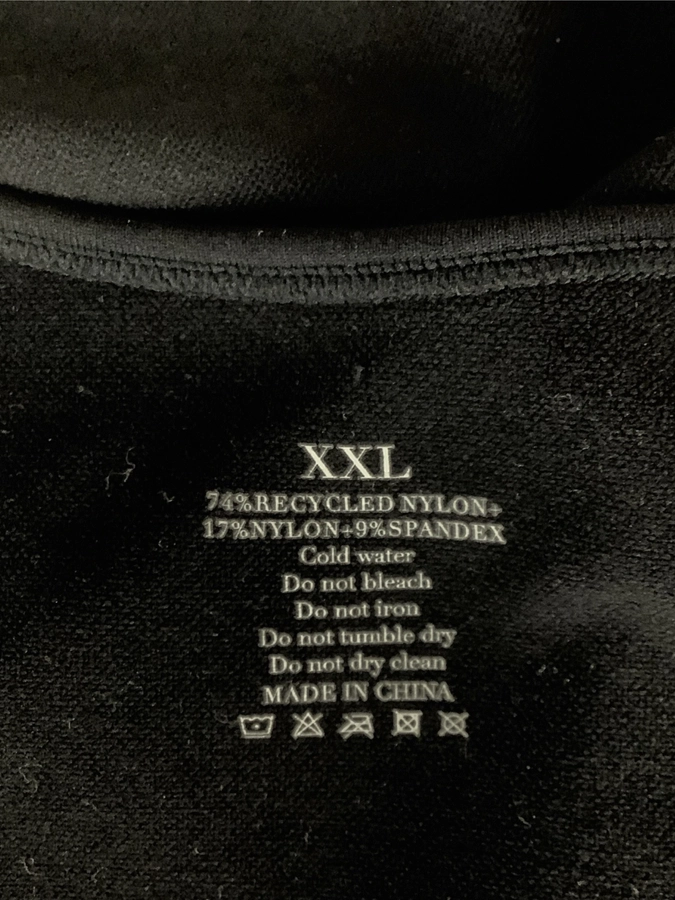 XXL
74%RECYCLED NYLON+
17%NYLON+9%SPANDEX
Cold water
Do not bleach
Do not iron
Do not tumble dry
Do not dry clean
MADE IN CHINA